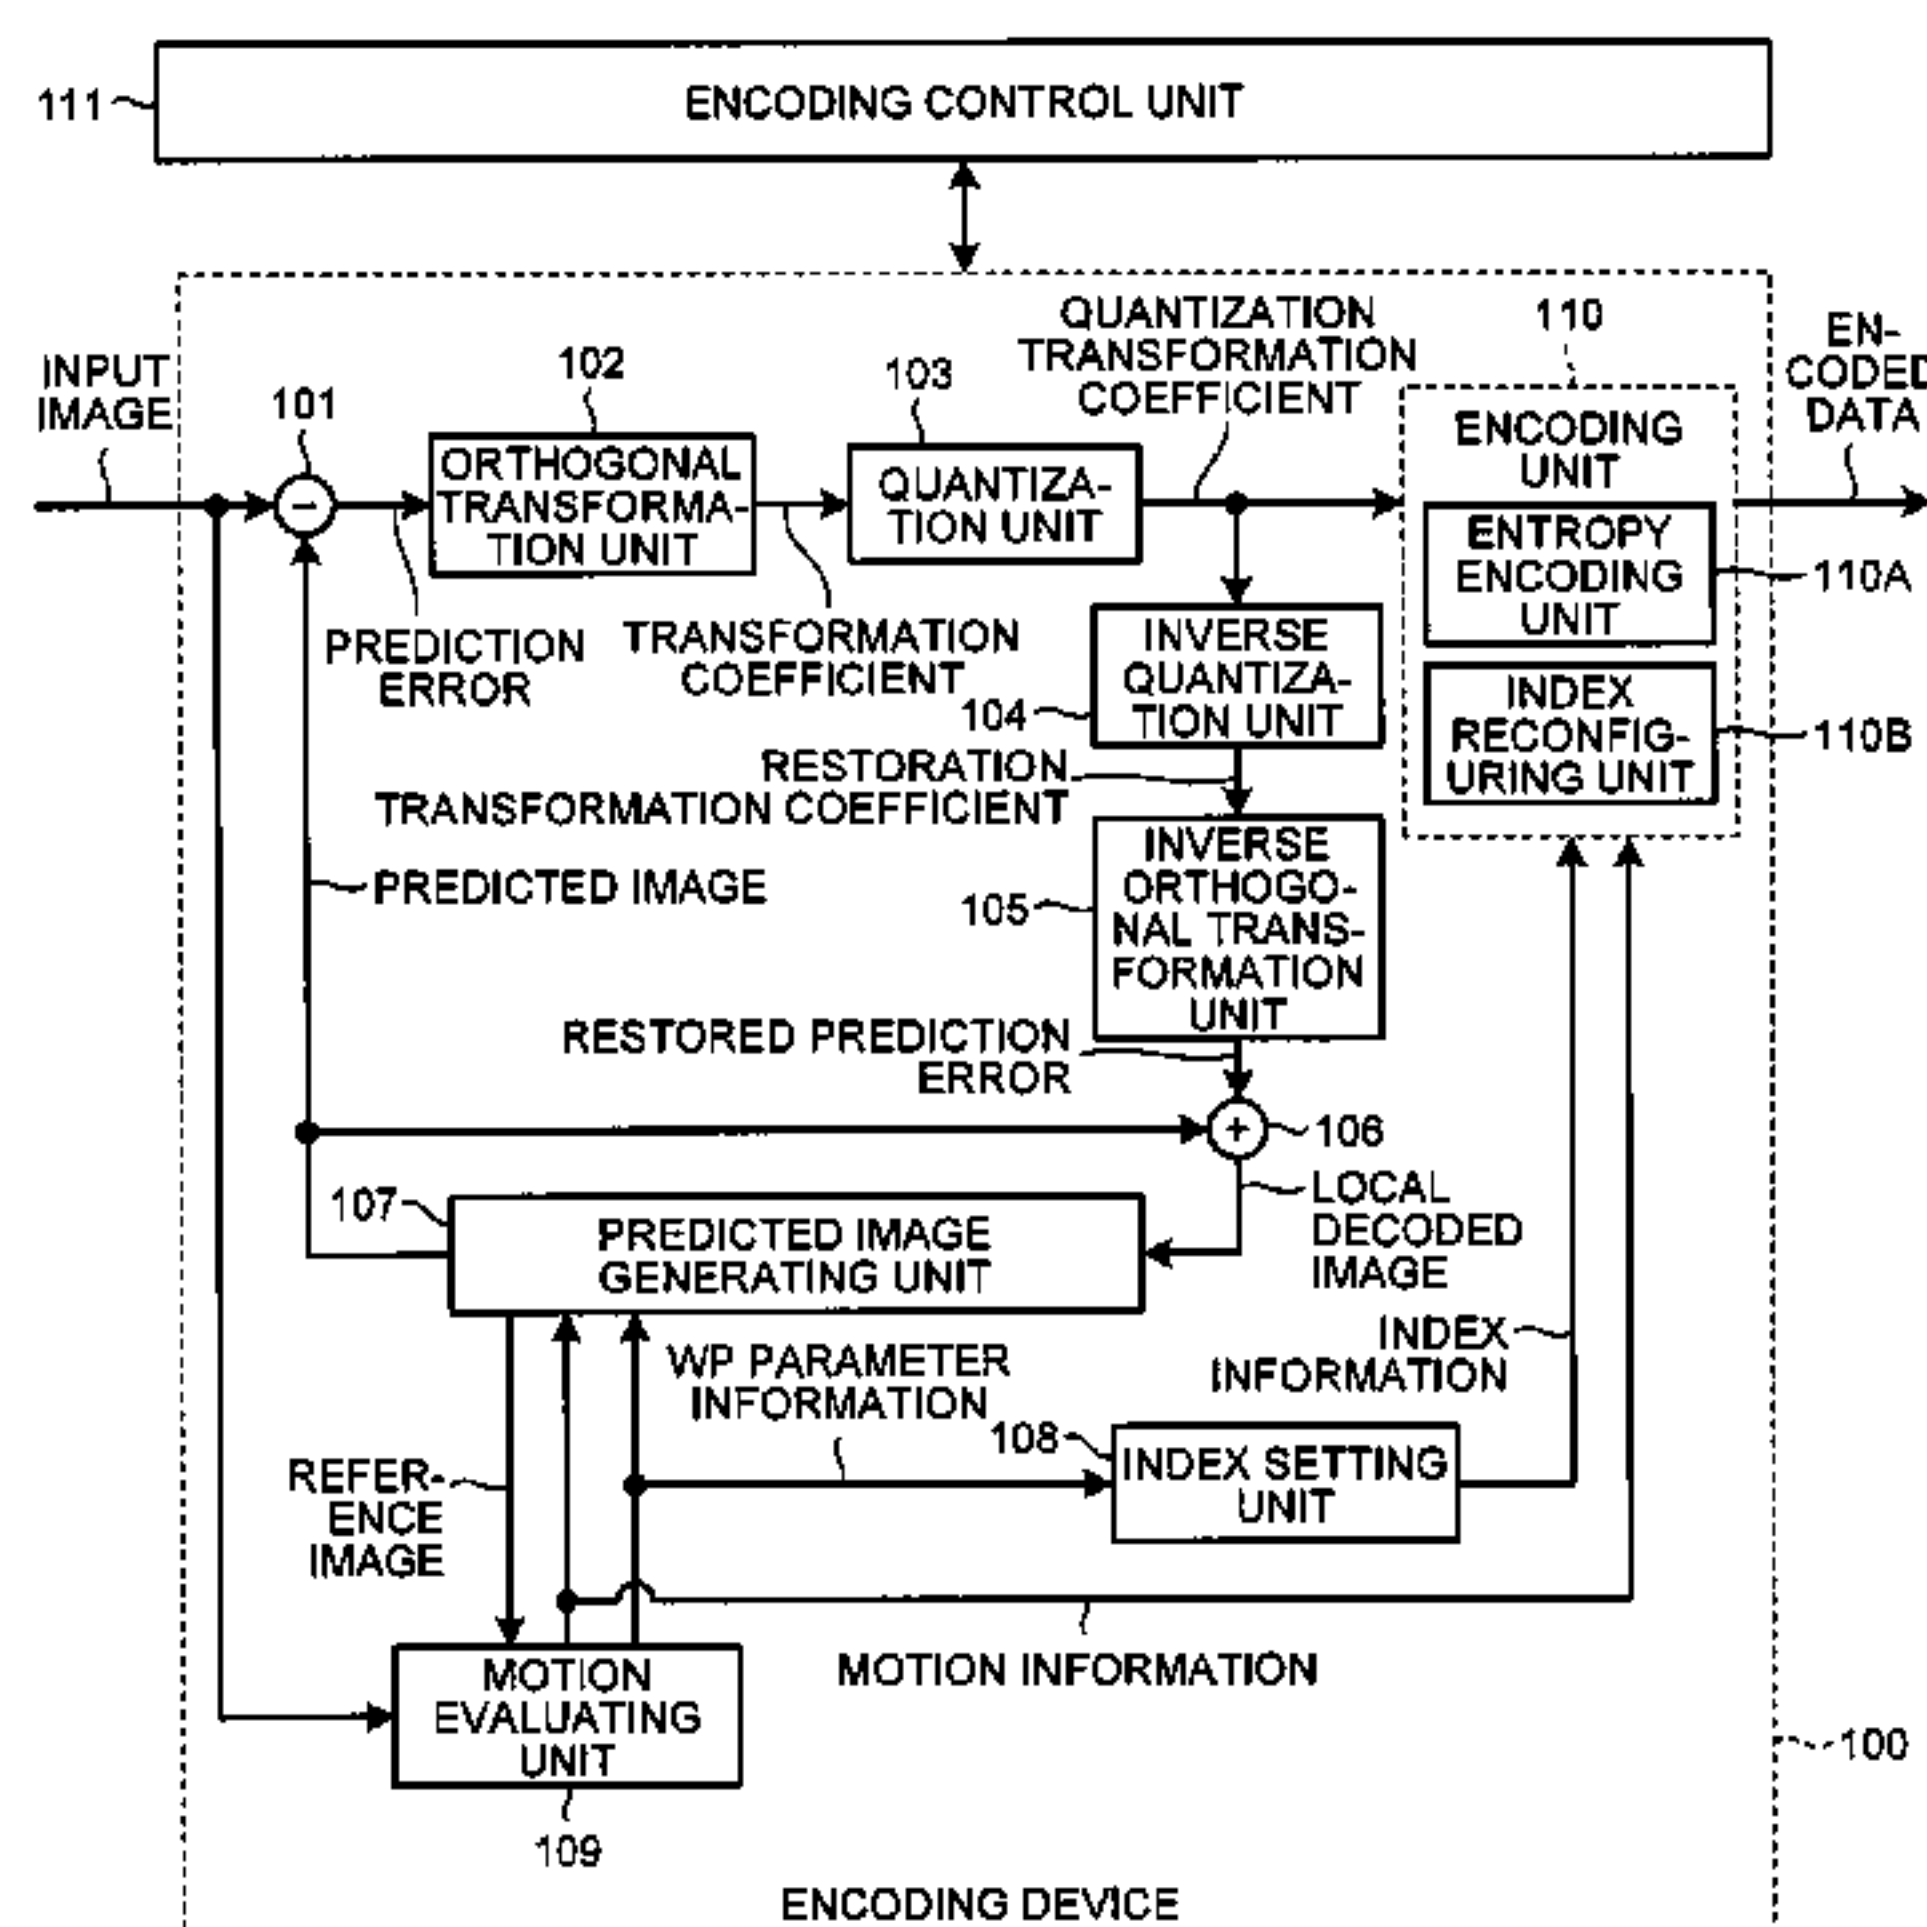 111
ENCODING CONTROL UNIT
INPUT
IMAGE
101
102
ORTHOGONAL
TRANSFORMA-
TION UNIT
103
QUANTIZA-
TION UNIT
QUANTIZATION
TRANSFORMATION
COEFFICIENT
110
ENCODING
UNIT
EN-
CODED
DATA
−
ENTROPY
ENCODING
UNIT
110A
PREDICTION
ERROR
TRANSFORMATION
COEFFICIENT
INVERSE
QUANTIZA-
TION UNIT
104
INDEX
RECONFIG-
URING UNIT
110B
RESTORATION
TRANSFORMATION COEFFICIENT
PREDICTED IMAGE
105
INVERSE
ORTHOGO-
NAL TRANS-
FORMATION
UNIT
RESTORED PREDICTION
ERROR
+
106
107
PREDICTED IMAGE
GENERATING UNIT
LOCAL
DECODED
IMAGE
INDEX
INFORMATION
WP PARAMETER
INFORMATION
108
INDEX SETTING
UNIT
REFER-
ENCE
IMAGE
MOTION INFORMATION
MOTION
EVALUATING
UNIT
109
100
ENCODING DEVICE